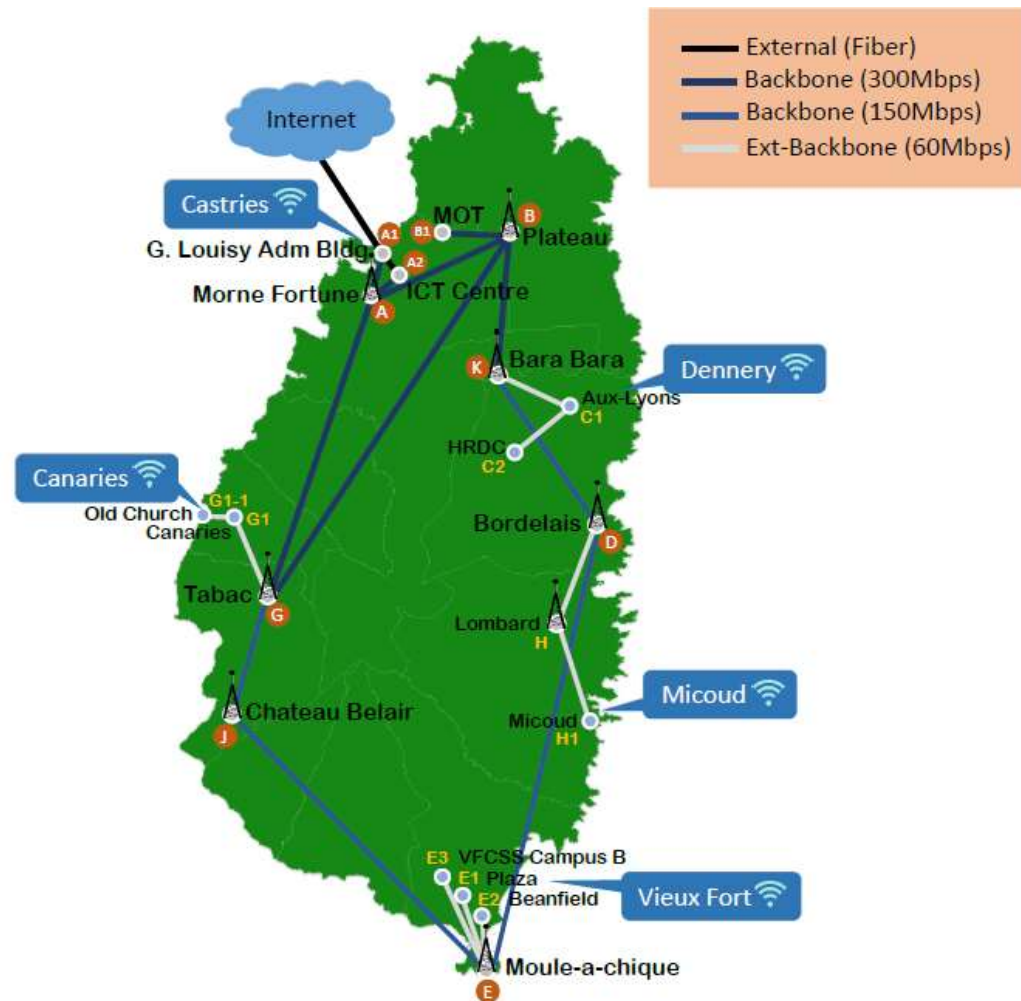 External (Fiber)
Backbone (300Mbps)
Backbone (150Mbps)
Ext-Backbone (60Mbps)
Internet
Castries
MOT
B1
B
Plateau
A1
G. Louisy Adm Bldg.
A2
ICT Centre
Morne Fortune
A
Bara Bara
K
Dennery
Aux-Lyons
C1
HRDC
C2
Canaries
G1-1
Old Church
G1
Canaries
Bordelais
D
Tabac
G
Lombard
H
Micoud
Micoud
H1
Chateau Belair
J
E3 VFCSS Campus B
E1 Plaza
E2 Beanfield
Vieux Fort
Moule-a-chique
E